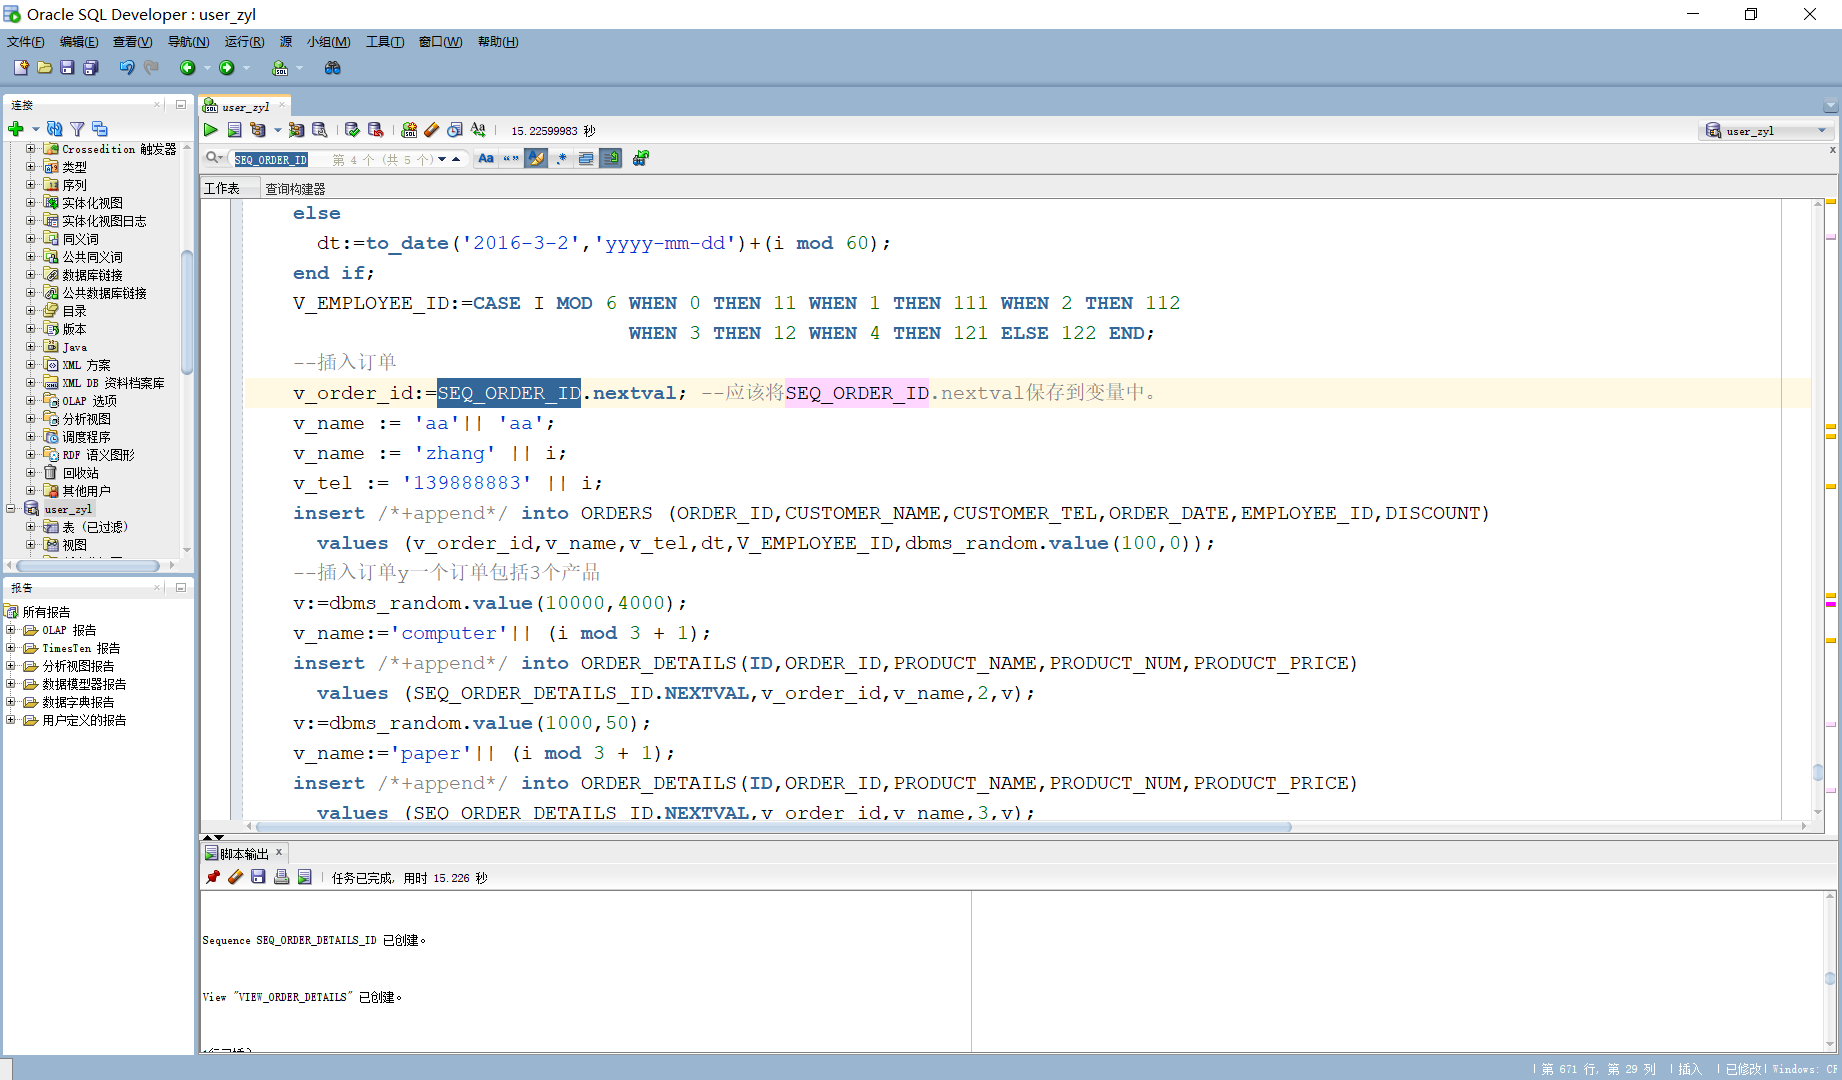 Oracle SQL Developer : user_zyl
文件(F) 编辑(E) 查看(V) 导航(N) 运行(R) 源 小组(M) 工具(T) 窗口(W) 帮助(H)
连接
Crossedition 触发器
类型
序列
实体化视图
实体化视图日志
同义词
公共同义词
数据库链接
公共数据库链接
目录
版本
Java
XML 方案
XML DB 资料档案库
OLAP 选项
分析视图
调度程序
RDF 语义图形
回收站
其他用户
user_zyl
表 (已过滤)
视图
报告
所有报告
OLAP 报告
TimesTen 报告
分析视图报告
数据模型器报告
数据字典报告
用户定义的报告
user_zyl
15.22599983 秒
user_zyl
SEQ_ORDER_ID 第 4 个 (共 5 个)
工作表 查询构建器
else
dt:=to_date('2016-3-2','yyyy-mm-dd')+(i mod 60);
end if;
V_EMPLOYEE_ID:=CASE I MOD 6 WHEN 0 THEN 11 WHEN 1 THEN 111 WHEN 2 THEN 112
WHEN 3 THEN 12 WHEN 4 THEN 121 ELSE 122 END;
--插入订单
v_order_id:=SEQ_ORDER_ID.nextval; --应该将SEQ_ORDER_ID.nextval保存到变量中。
v_name := 'aa'|| 'aa';
v_name := 'zhang' || i;
v_tel := '139888883' || i;
insert /*+append*/ into ORDERS (ORDER_ID,CUSTOMER_NAME,CUSTOMER_TEL,ORDER_DATE,EMPLOYEE_ID,DISCOUNT)
values (v_order_id,v_name,v_tel,dt,V_EMPLOYEE_ID,dbms_random.value(100,0));
--插入订单y一个订单包括3个产品
v:=dbms_random.value(10000,4000);
v_name:='computer'|| (i mod 3 + 1);
insert /*+append*/ into ORDER_DETAILS(ID,ORDER_ID,PRODUCT_NAME,PRODUCT_NUM,PRODUCT_PRICE)
values (SEQ_ORDER_DETAILS_ID.NEXTVAL,v_order_id,v_name,2,v);
v:=dbms_random.value(1000,50);
v_name:='paper'|| (i mod 3 + 1);
insert /*+append*/ into ORDER_DETAILS(ID,ORDER_ID,PRODUCT_NAME,PRODUCT_NUM,PRODUCT_PRICE)
values (SEQ_ORDER_DETAILS_ID.NEXTVAL,v_order_id,v_name,3,v);
脚本输出
任务已完成, 用时 15.226 秒
Sequence SEQ_ORDER_DETAILS_ID 已创建。
View "VIEW_ORDER_DETAILS" 已创建。
第 671 行, 第 29 列 插入 已修改 Windows: CF